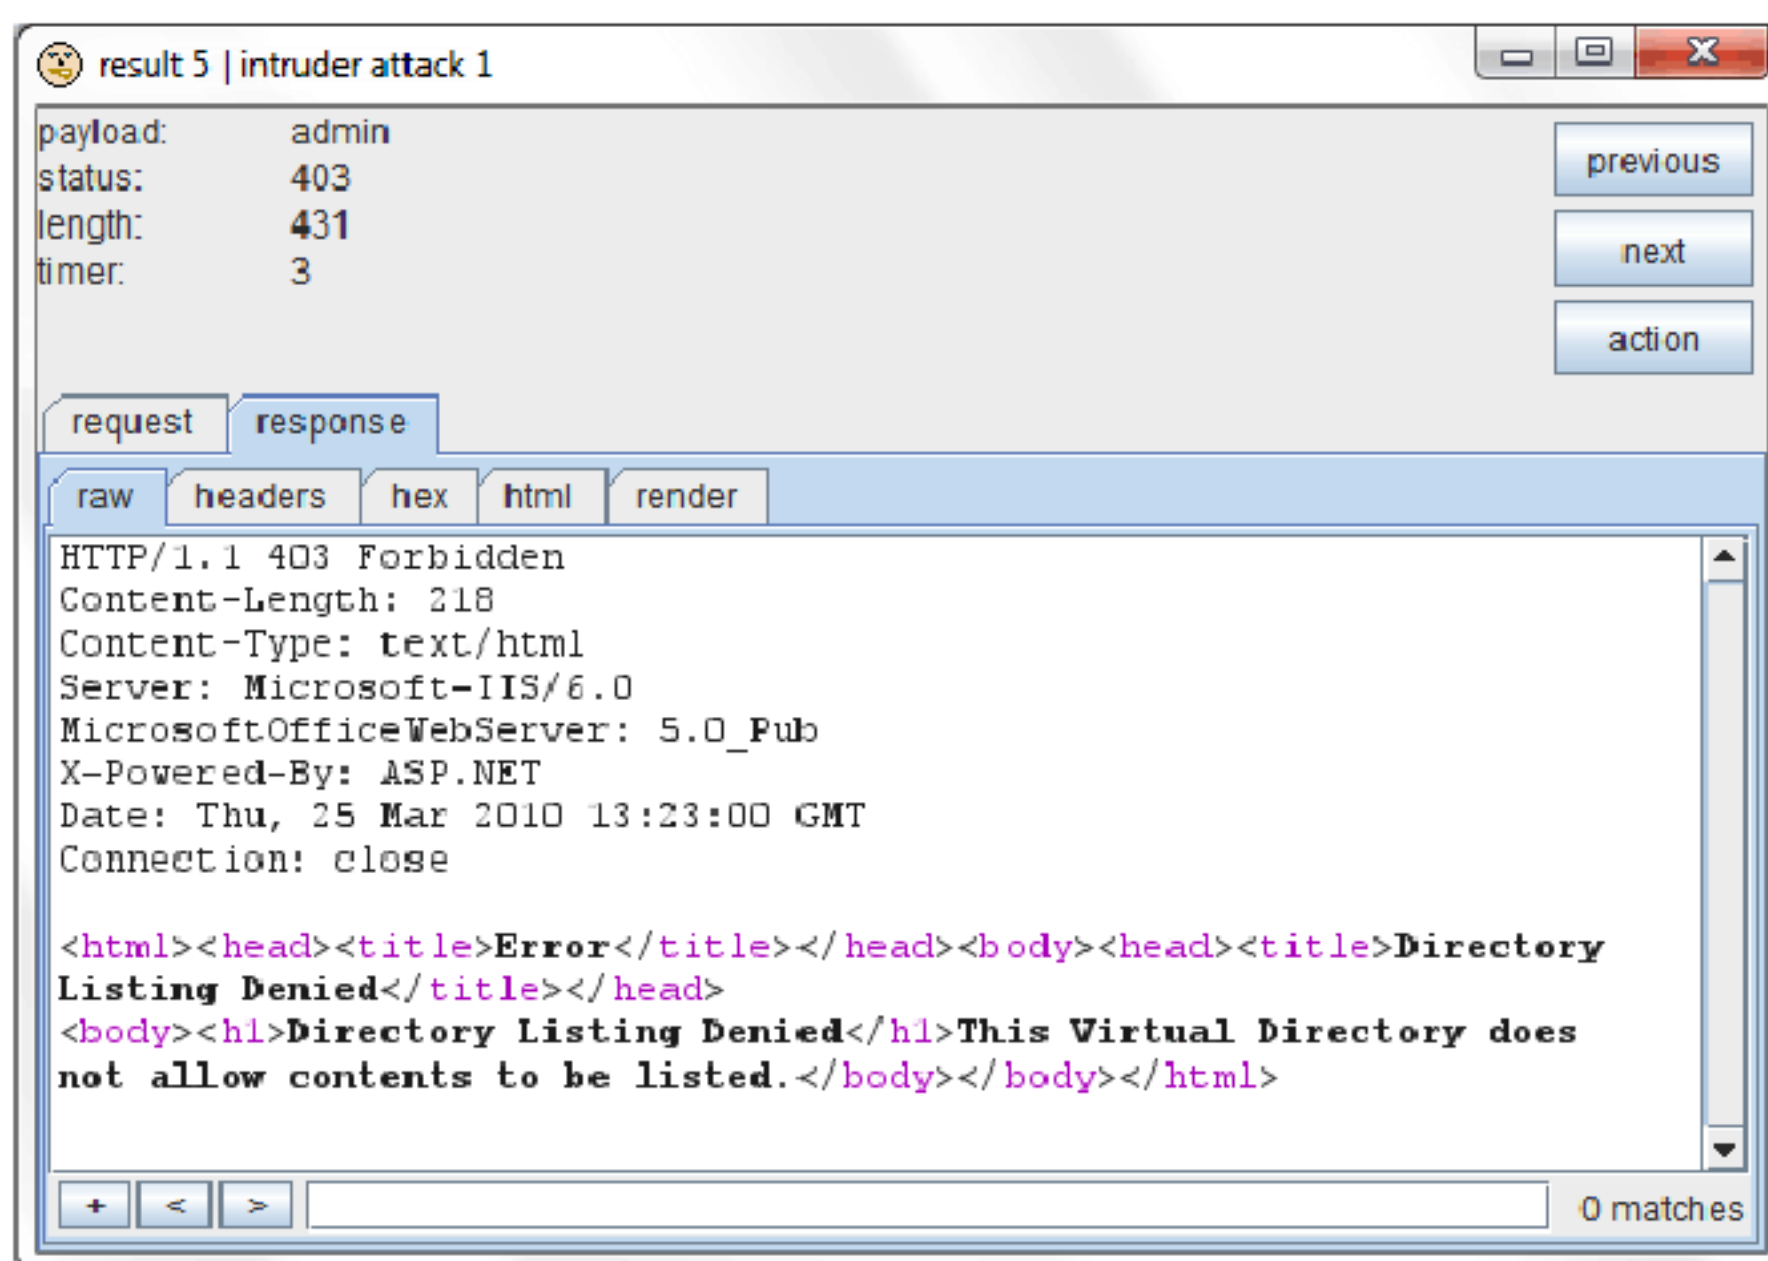 result 5 | intruder attack 1
payload: admin
status: 403
length: 431
timer: 3
previous
next
action
request response
raw headers hex html render
HTTP/1.1 403 Forbidden
Content-Length: 218
Content-Type: text/html
Server: Microsoft-IIS/6.0
MicrosoftOfficeWebServer: 5.0_Pub
X-Powered-By: ASP.NET
Date: Thu, 25 Mar 2010 13:23:00 GMT
Connection: close
<html><head><title>Error</title></head><body><head><title>Directory
Listing Denied</title></head>
<body><h1>Directory Listing Denied</h1>This Virtual Directory does
not allow contents to be listed.</body></body></html>
+ < > 0 matches